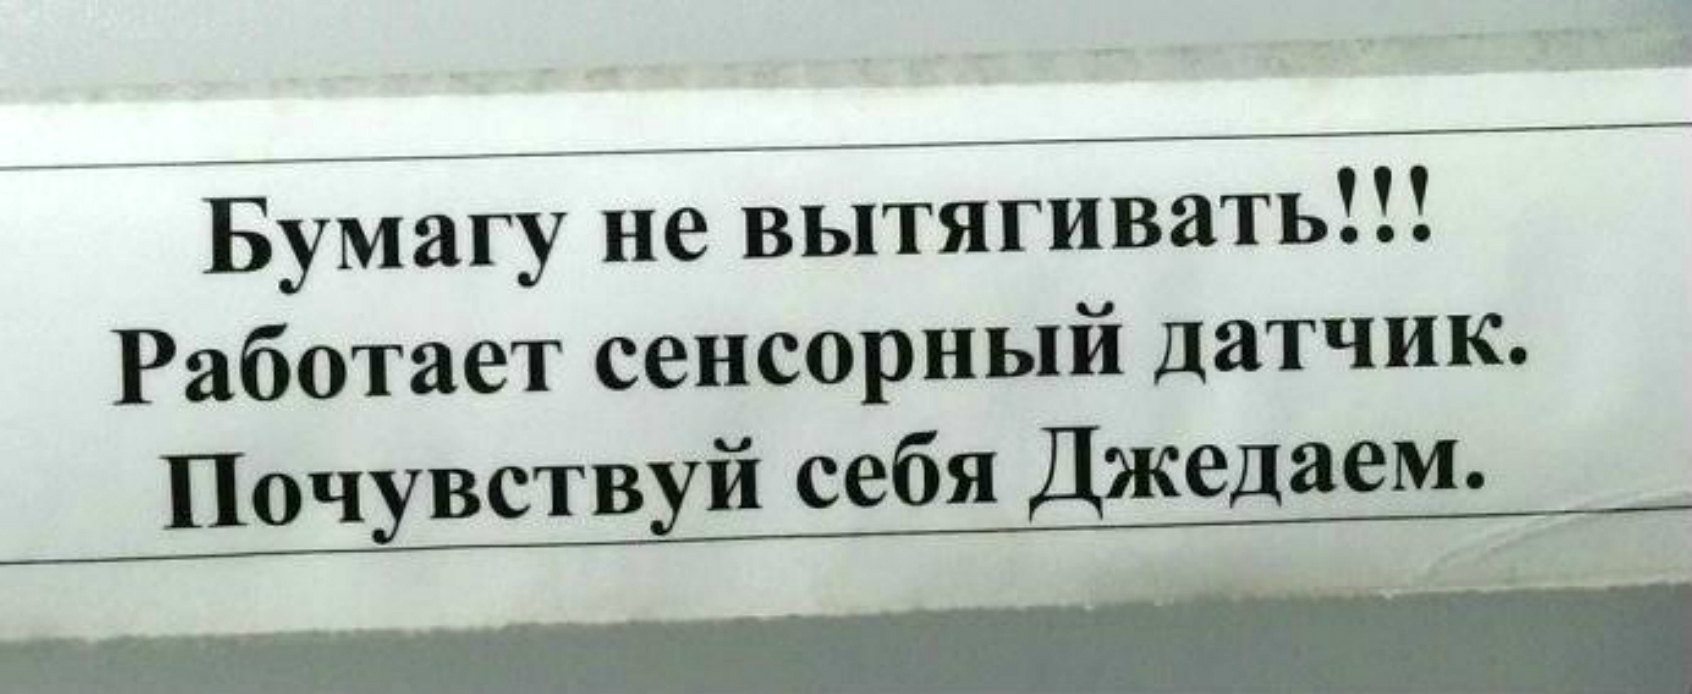 Бумагу не вытягивать!!!
Работает сенсорный датчик.
Почувствуй себя Джедаем.